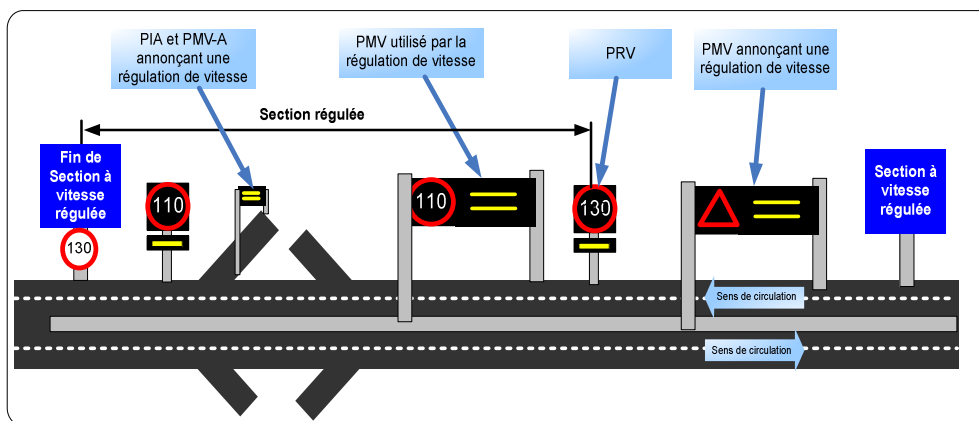 PIA et PMV-A
annonçant une
régulation de vitesse
PMV utilisé par la
régulation de vitesse
PRV
PMV annonçant une
régulation de vitesse
Section régulée
Fin de
Section à
vitesse
régulée
130
110
110
130
Section à
vitesse
régulée
Sens de circulation
Sens de circulation